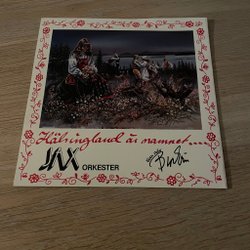 Hälsingland är namnet....
JAX
ORKESTER